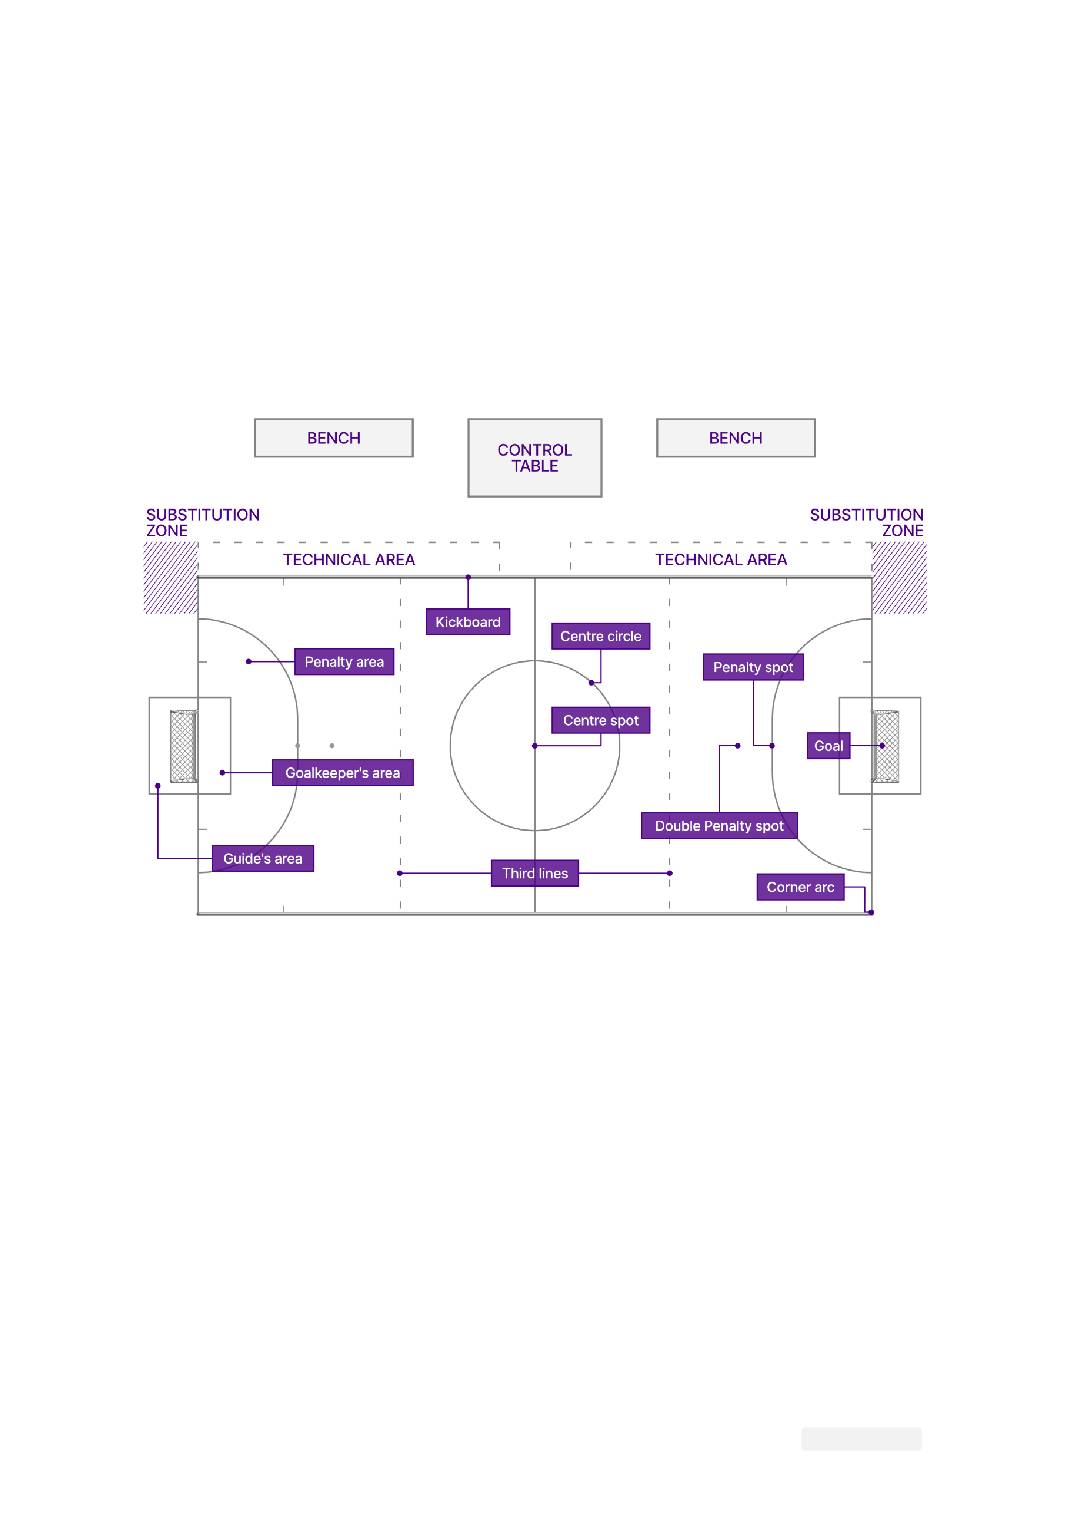 BENCH
CONTROL
TABLE
BENCH
SUBSTITUTION
ZONE
SUBSTITUTION
ZONE
TECHNICAL AREA
TECHNICAL AREA
Kickboard
Centre circle
Penalty area
Penalty spot
Centre spot
Goal
Goalkeeper's area
Double Penalty spot
Guide's area
Third lines
Corner arc